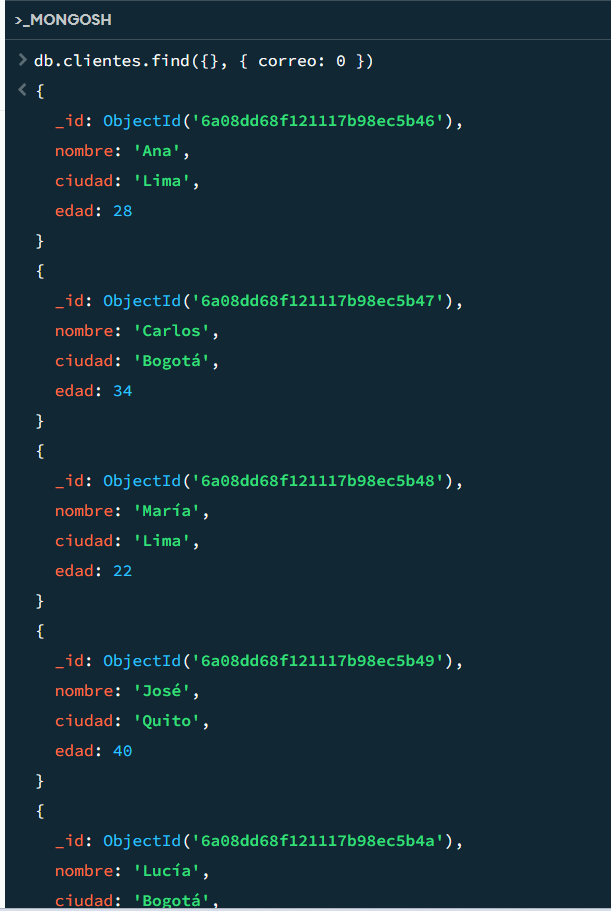 >_MONGOSH
> db.clientes.find({}, { correo: 0 })
< {
_id: ObjectId('6a08dd68f121117b98ec5b46'),
nombre: 'Ana',
ciudad: 'Lima',
edad: 28
}
{
_id: ObjectId('6a08dd68f121117b98ec5b47'),
nombre: 'Carlos',
ciudad: 'Bogotá',
edad: 34
}
{
_id: ObjectId('6a08dd68f121117b98ec5b48'),
nombre: 'María',
ciudad: 'Lima',
edad: 22
}
{
_id: ObjectId('6a08dd68f121117b98ec5b49'),
nombre: 'José',
ciudad: 'Quito',
edad: 40
}
{
_id: ObjectId('6a08dd68f121117b98ec5b4a'),
nombre: 'Lucía',
ciudad: 'Bogotá',